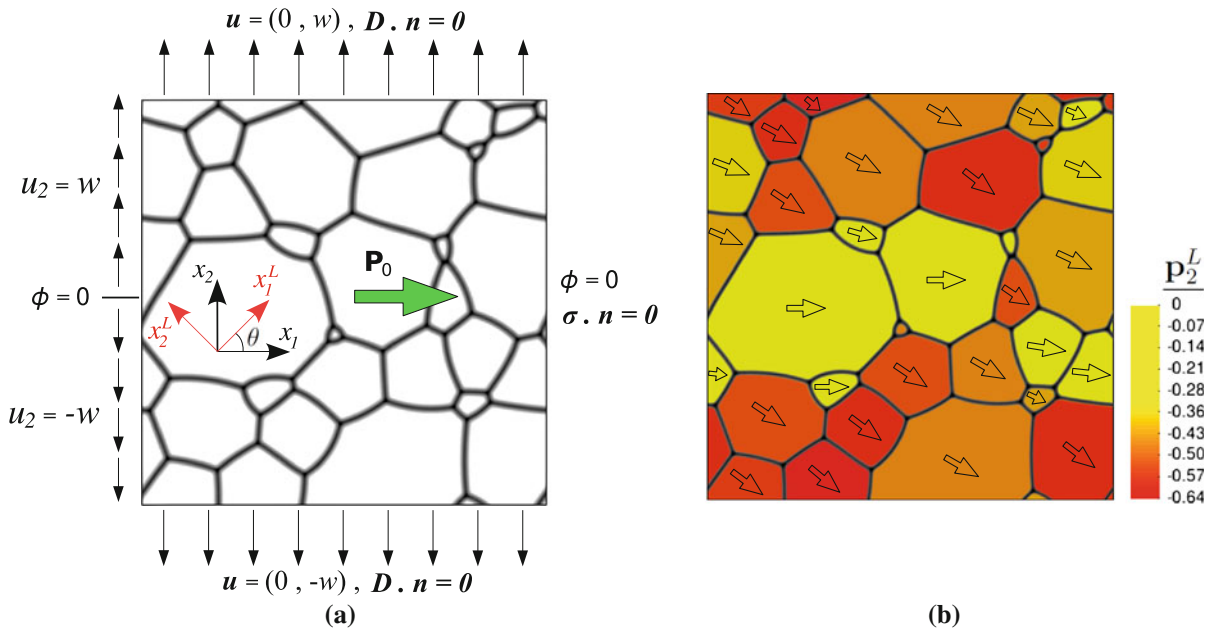 u = (0 , w) , D . n = 0
u₂ = w
ϕ = 0
u₂ = -w
x₂
x₁ᴸ
x₂ᴸ
θ
x₁
P₀
ϕ = 0
σ . n = 0
u = (0 , -w) , D . n = 0
(a)
p₂ᴸ
0
-0.07
-0.14
-0.21
-0.28
-0.36
-0.43
-0.50
-0.57
-0.64
(b)